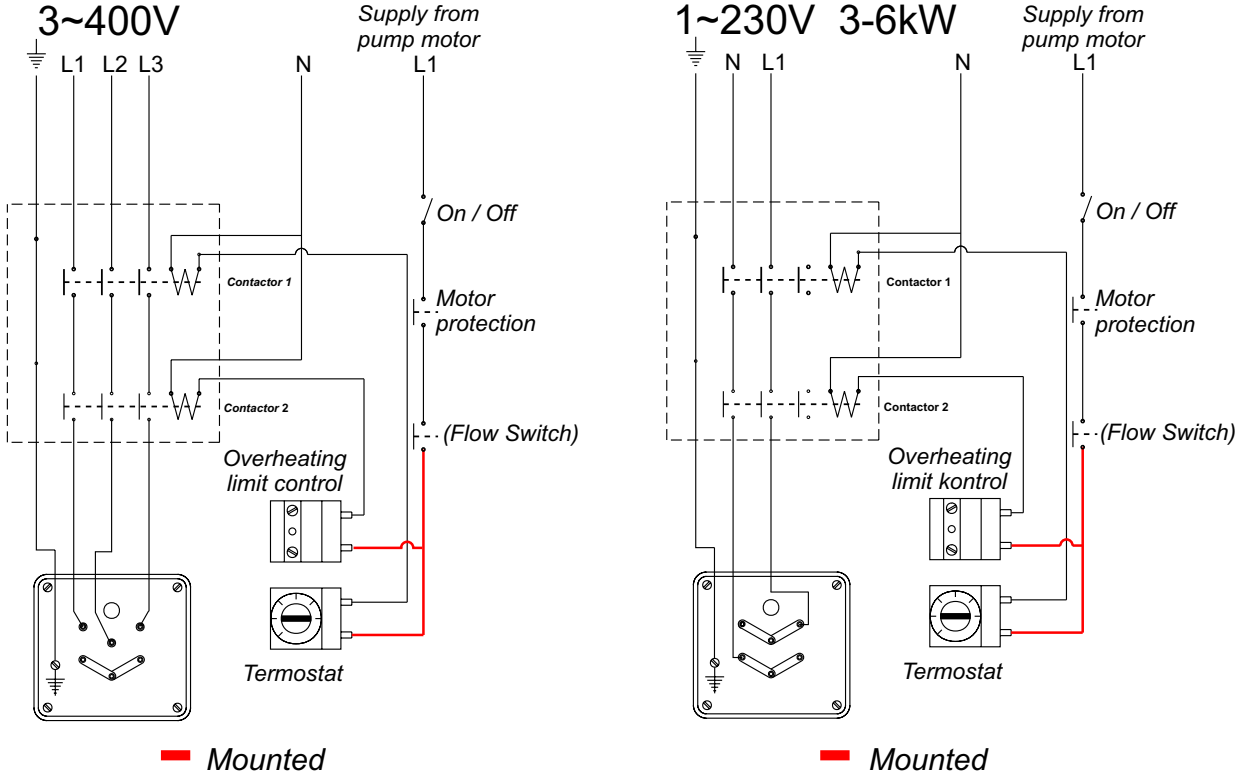 3~400V
Supply from
pump motor
L1 L2 L3 N L1
On / Off
Contactor 1
Motor
protection
Contactor 2
(Flow Switch)
Overheating
limit control
Termostat
Mounted
1~230V 3-6kW
Supply from
pump motor
N L1 N L1
On / Off
Contactor 1
Motor
protection
Contactor 2
(Flow Switch)
Overheating
limit kontrol
Termostat
Mounted